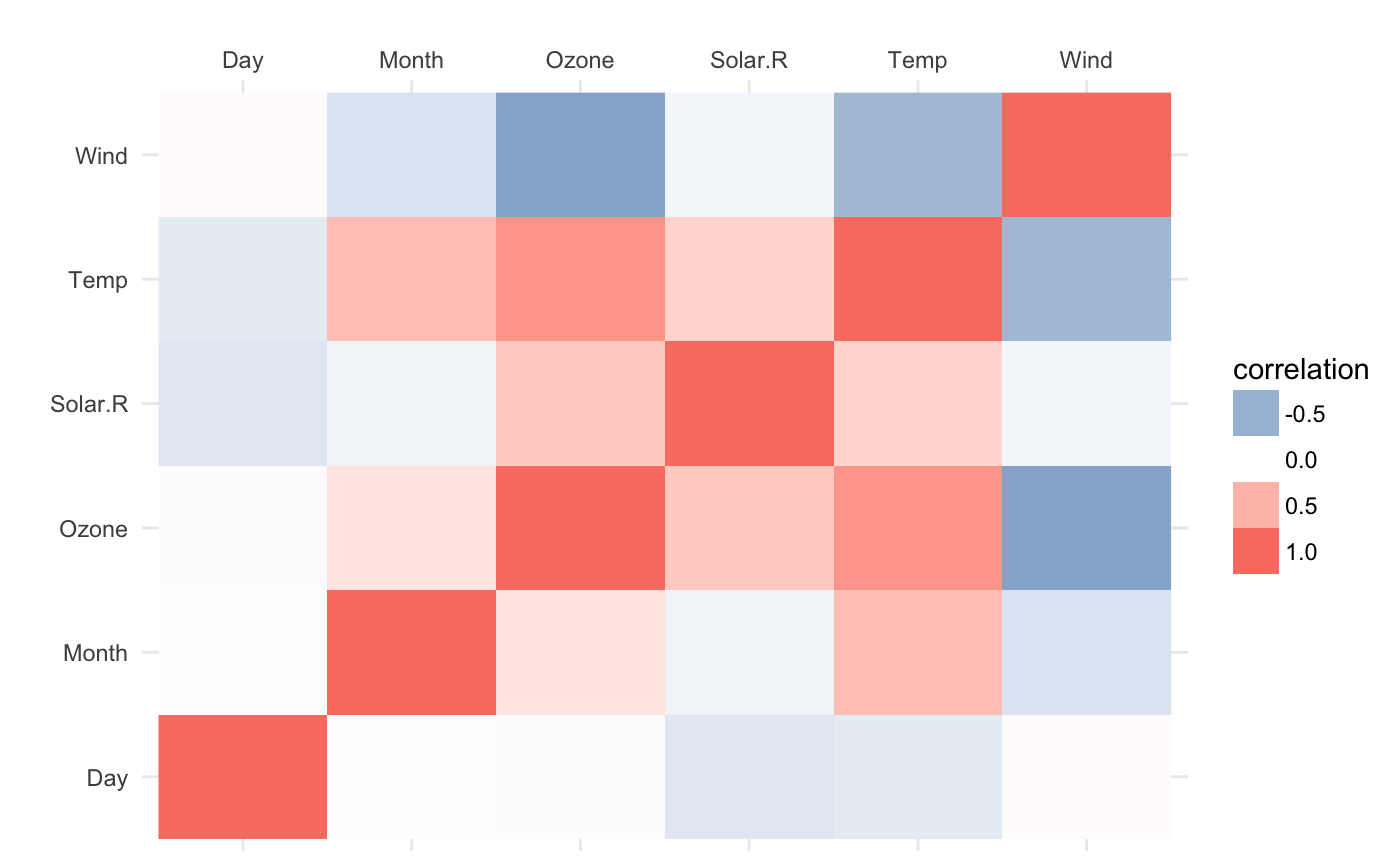 Day Month Ozone Solar.R Temp Wind
Wind
Temp
Solar.R
Ozone
Month
Day
correlation
-0.5
0.0
0.5
1.0